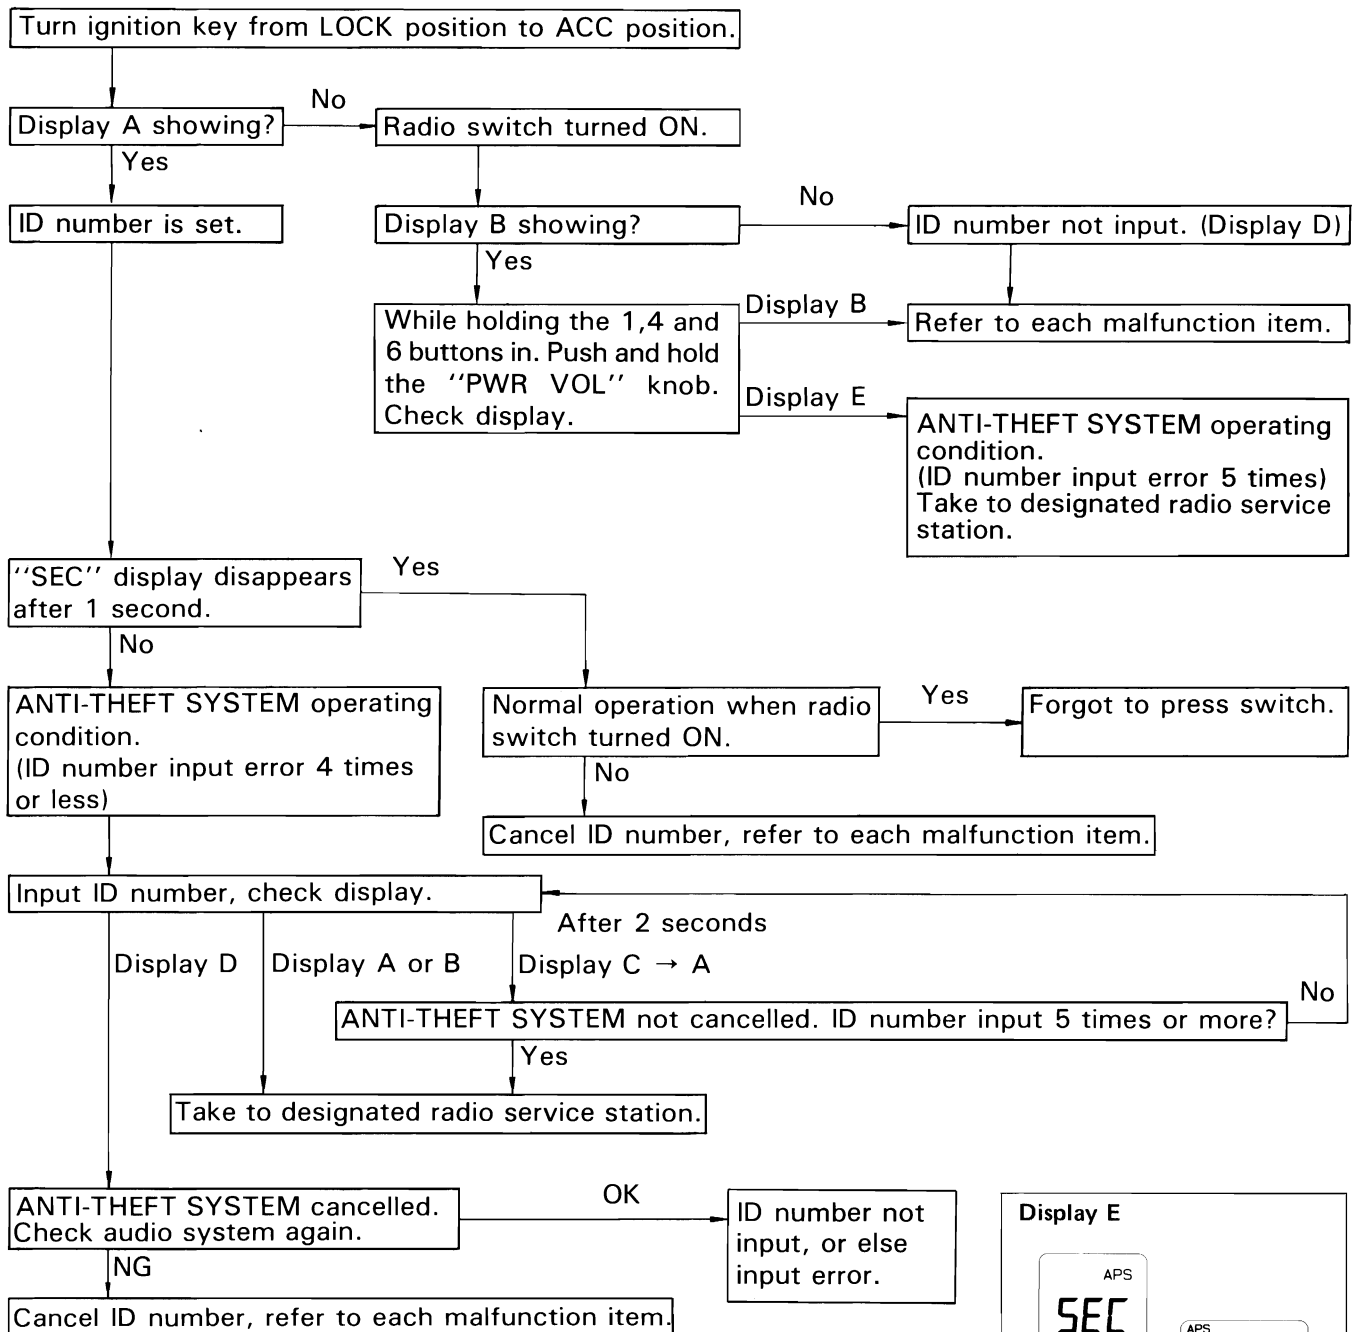 Turn ignition key from LOCK position to ACC position.
No
Display A showing?
Radio switch turned ON.
Yes
No
ID number is set.
Display B showing?
ID number not input. (Display D)
Yes
While holding the 1,4 and
6 buttons in. Push and hold
the ''PWR VOL'' knob.
Check display.
Display B
Refer to each malfunction item.
Display E
ANTI-THEFT SYSTEM operating
condition.
(ID number input error 5 times)
Take to designated radio service
station.
''SEC'' display disappears
after 1 second.
Yes
No
ANTI-THEFT SYSTEM operating
condition.
(ID number input error 4 times
or less)
Normal operation when radio
switch turned ON.
Yes
Forgot to press switch.
No
Cancel ID number, refer to each malfunction item.
Input ID number, check display.
After 2 seconds
Display D
Display A or B
Display C → A
No
ANTI-THEFT SYSTEM not cancelled. ID number input 5 times or more?
Yes
Take to designated radio service station.
ANTI-THEFT SYSTEM cancelled.
Check audio system again.
OK
ID number not
input, or else
input error.
NG
Cancel ID number, refer to each malfunction item.
Display E
APS
SEC
APS